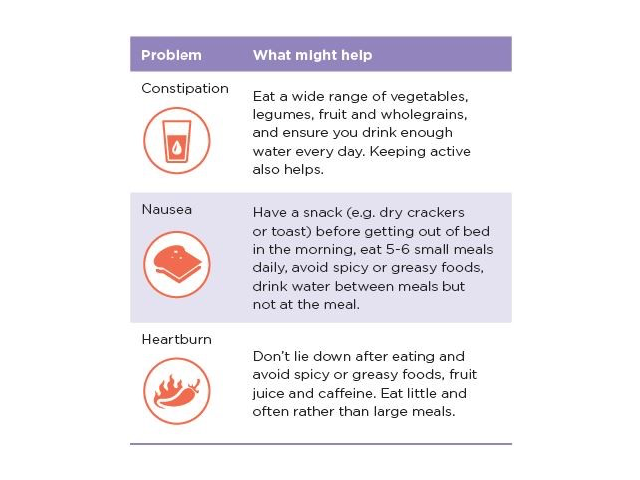 Problem What might help
Constipation
Eat a wide range of vegetables,
legumes, fruit and wholegrains,
and ensure you drink enough
water every day. Keeping active
also helps.
Nausea
Have a snack (e.g. dry crackers
or toast) before getting out of bed
in the morning, eat 5-6 small meals
daily, avoid spicy or greasy foods,
drink water between meals but
not at the meal.
Heartburn
Don’t lie down after eating and
avoid spicy or greasy foods, fruit
juice and caffeine. Eat little and
often rather than large meals.